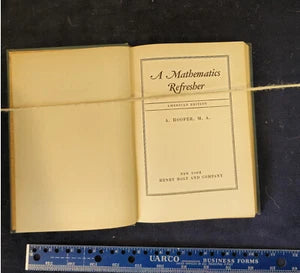 A Mathematics
Refresher
AMERICAN EDITION
A. HOOPER, M. A.
NEW YORK
HENRY HOLT AND COMPANY
UARCO BUSINESS FORMS